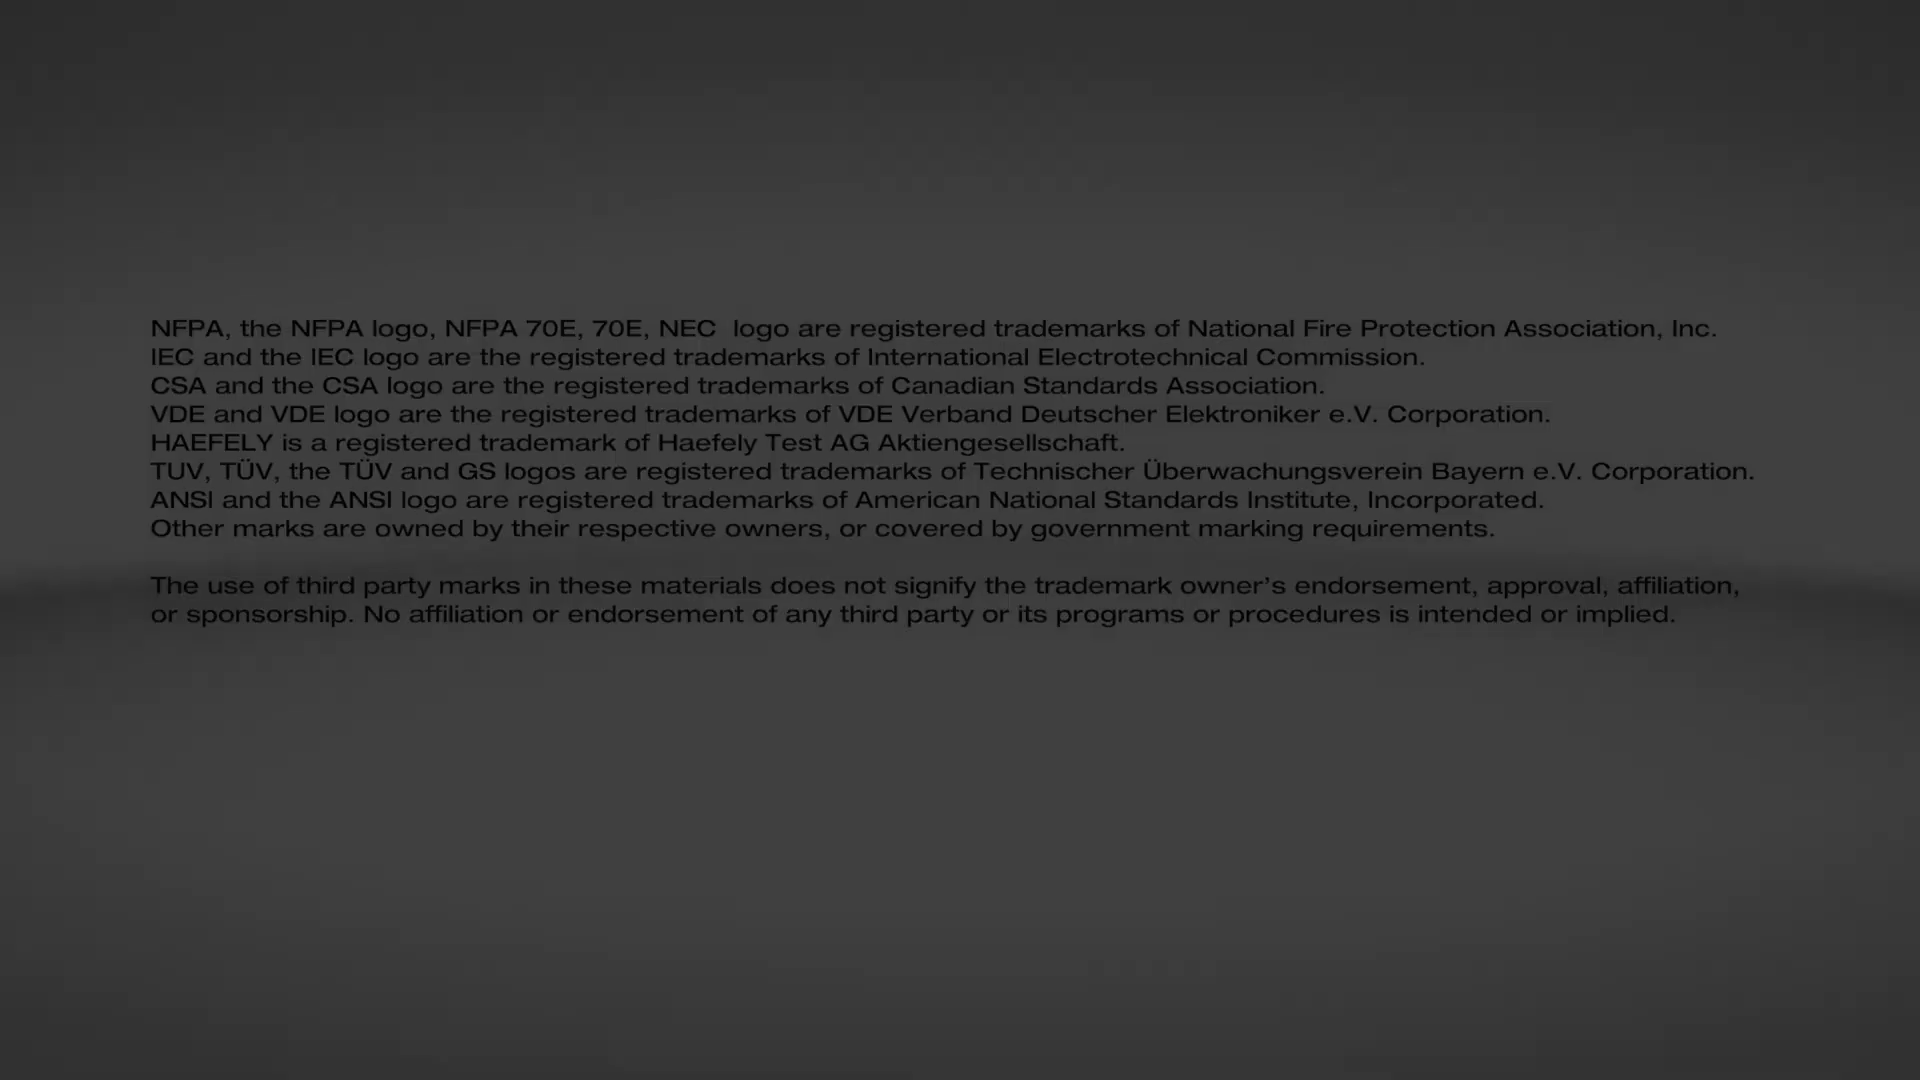 NFPA, the NFPA logo, NFPA 70E, 70E, NEC  logo are registered trademarks of National Fire Protection Association, Inc.
IEC and the IEC logo are the registered trademarks of International Electrotechnical Commission.
CSA and the CSA logo are the registered trademarks of Canadian Standards Association.
VDE and VDE logo are the registered trademarks of VDE Verband Deutscher Elektroniker e.V. Corporation.
HAEFELY is a registered trademark of Haefely Test AG Aktiengesellschaft.
TUV, TÜV, the TÜV and GS logos are registered trademarks of Technischer Überwachungsverein Bayern e.V. Corporation.
ANSI and the ANSI logo are registered trademarks of American National Standards Institute, Incorporated.
Other marks are owned by their respective owners, or covered by government marking requirements.
The use of third party marks in these materials does not signify the trademark owner’s endorsement, approval, affiliation,
or sponsorship. No affiliation or endorsement of any third party or its programs or procedures is intended or implied.